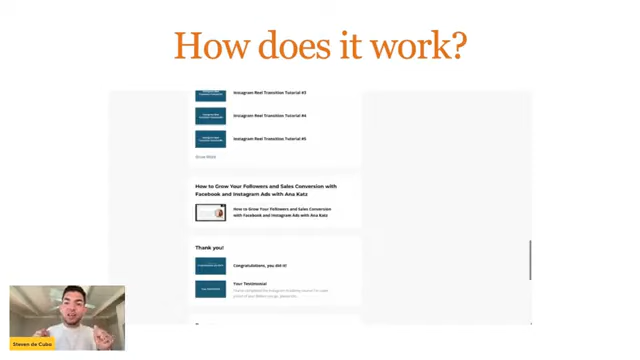 How does it work?
Instagram Reel Transition Tutorial #3
Instagram Reel Transition Tutorial #4
Instagram Reel Transition Tutorial #5
Show More
How to Grow Your Followers and Sales Conversion with
Facebook and Instagram Ads with Ana Katz
How to Grow Your Followers and Sales Conversion
with Facebook and Instagram Ads with Ana Katz
Thank you!
Congratulations, you did it!
Your Testimonial
Steven de Cuba